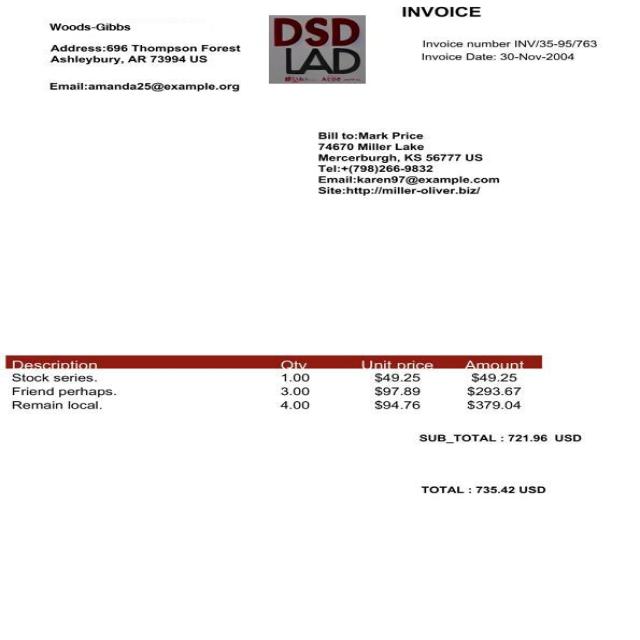 INVOICE
Woods-Gibbs
Address:696 Thompson Forest
Ashleybury, AR 73994 US
Email:amanda25@example.org
DSD
LAD
Invoice number INV/35-95/763
Invoice Date: 30-Nov-2004
Bill to:Mark Price
74670 Miller Lake
Mercerburgh, KS 56777 US
Tel:+(798)266-9832
Email:karen97@example.com
Site:http://miller-oliver.biz/
Description Qty Unit price Amount
Stock series. 1.00 $49.25 $49.25
Friend perhaps. 3.00 $97.89 $293.67
Remain local. 4.00 $94.76 $379.04
SUB_TOTAL : 721.96 USD
TOTAL : 735.42 USD